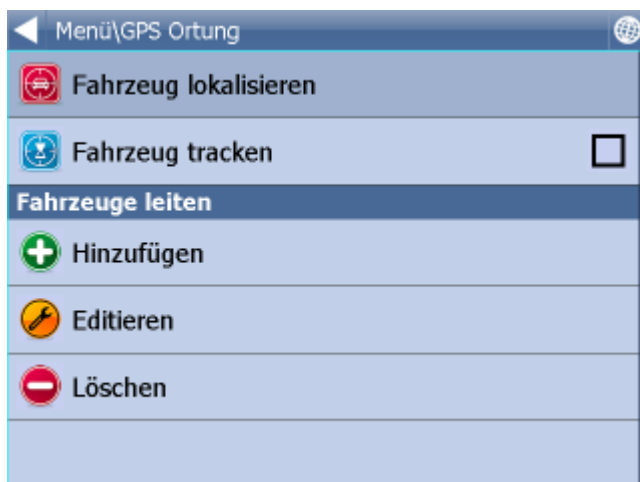 Menü\GPS Ortung
Fahrzeug lokalisieren
Fahrzeug tracken
Fahrzeuge leiten
Hinzufügen
Editieren
Löschen